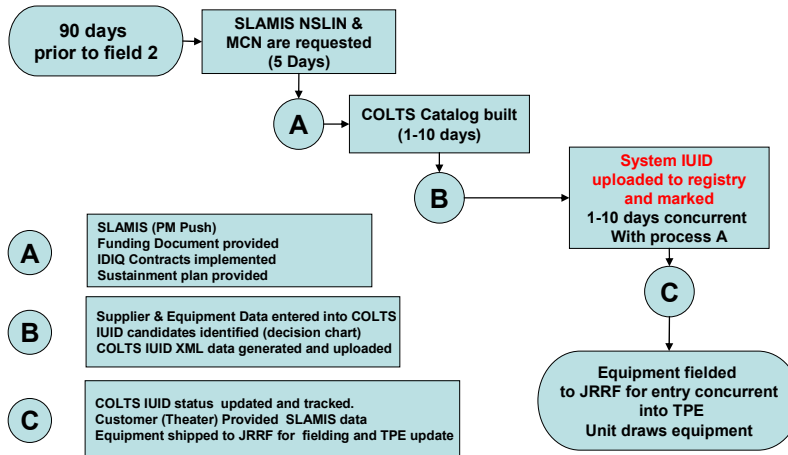 90 days
prior to field 2
SLAMIS NSLIN &
MCN are requested
(5 Days)
A
COLTS Catalog built
(1-10 days)
B
System IUID
uploaded to registry
and marked
1-10 days concurrent
With process A
C
Equipment fielded
to JRRF for entry concurrent
into TPE
Unit draws equipment
A
SLAMIS (PM Push)
Funding Document provided
IDIQ Contracts implemented
Sustainment plan provided
B
Supplier & Equipment Data entered into COLTS
IUID candidates identified (decision chart)
COLTS IUID XML data generated and uploaded
C
COLTS IUID status updated and tracked.
Customer (Theater) Provided SLAMIS data
Equipment shipped to JRRF for fielding and TPE update